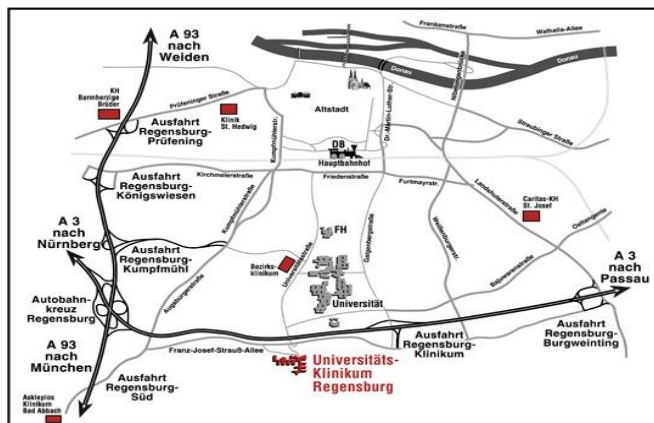 A 93
nach
Weiden
Frankenstraße
Walhalla-Allee
Donau
Donau
Nibelungenbrücke
KH
Barmherzige
Brüder
Prüfeninger Straße
Klinik
St. Hedwig
Altstadt
Dr.-Martin-Luther-Str.
Ausfahrt
Regensburg-
Prüfening
Kumpfmühlerstr.
Straubinger Straße
DB
Hauptbahnhof
Ausfahrt
Regensburg-
Königswiesen
Kirchmeierstraße
Friedenstraße
Furtmayrstr.
Landshuterstraße
Caritas-KH
St. Josef
Kumpfmühlerstraße
A 3
nach
Nürnberg
Ausfahrt
Regensburg-
Kumpfmühl
FH
Universitätsstraße
Galgenbergstraße
Weißenburgerstr.
Osttangente
Bezirks-
klinikum
A 3
nach
Passau
Autobahn-
kreuz
Regensburg
Augsburgerstraße
Universität
Bajuwarenstraße
A 93
nach
München
Franz-Josef-Strauß-Allee
Universitäts-
Klinikum
Regensburg
Ausfahrt
Regensburg-
Klinikum
Ausfahrt
Regensburg-
Burgweinting
Ausfahrt
Regensburg-
Süd
Asklepios
Klinikum
Bad Abbach